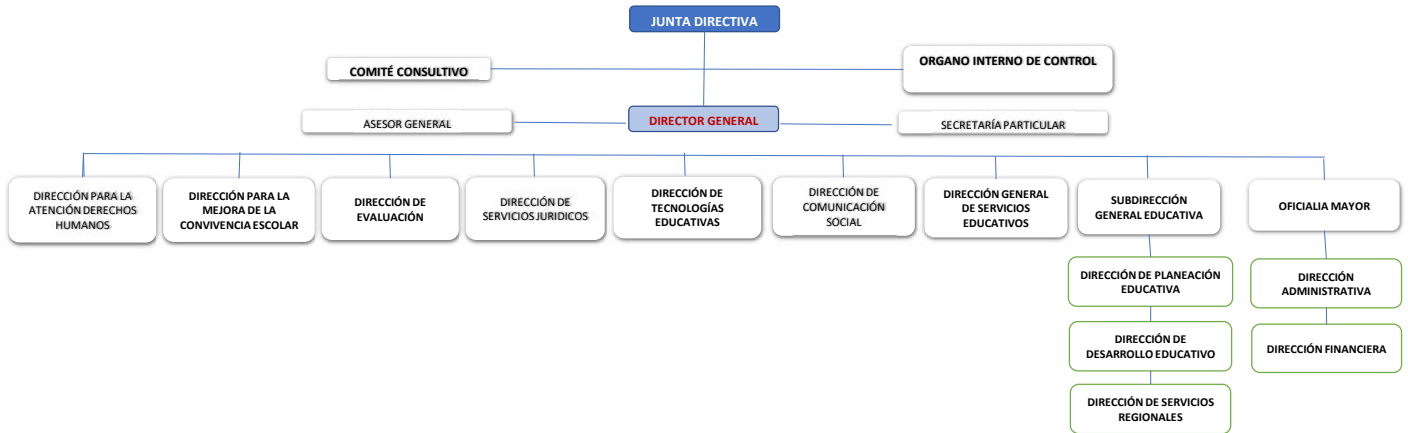 JUNTA DIRECTIVA
COMITÉ CONSULTIVO
ORGANO INTERNO DE CONTROL
ASESOR GENERAL
DIRECTOR GENERAL
SECRETARÍA PARTICULAR
DIRECCIÓN PARA LA
ATENCIÓN DERECHOS
HUMANOS
DIRECCIÓN PARA LA
MEJORA DE LA
CONVIVENCIA ESCOLAR
DIRECCIÓN DE
EVALUACIÓN
DIRECCIÓN DE
SERVICIOS JURIDICOS
DIRECCIÓN DE
TECNOLOGÍAS
EDUCATIVAS
DIRECCIÓN DE
COMUNICACIÓN
SOCIAL
DIRECCIÓN GENERAL
DE SERVICIOS
EDUCATIVOS
SUBDIRECCIÓN
GENERAL EDUCATIVA
OFICIALIA MAYOR
DIRECCIÓN DE PLANEACIÓN
EDUCATIVA
DIRECCIÓN
ADMINISTRATIVA
DIRECCIÓN DE
DESARROLLO EDUCATIVO
DIRECCIÓN FINANCIERA
DIRECCIÓN DE SERVICIOS
REGIONALES